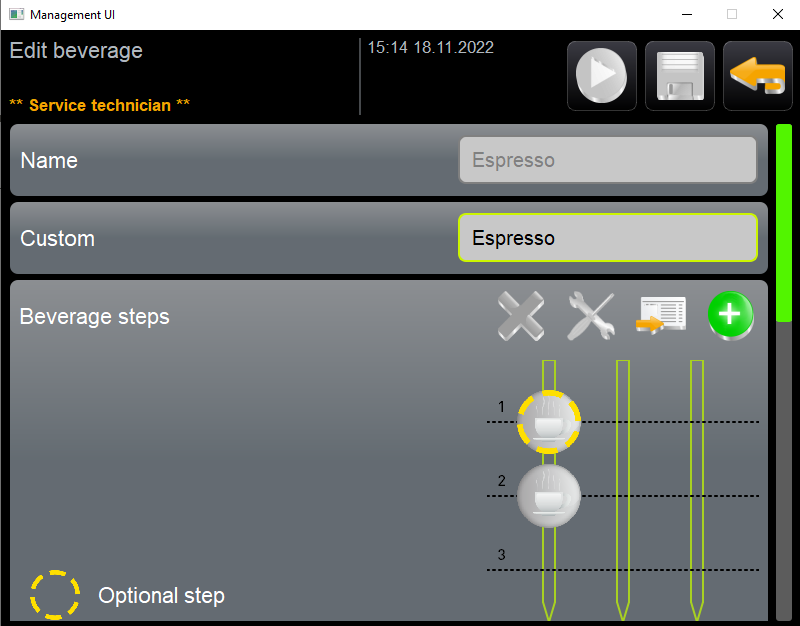 Management UI
Edit beverage
15:14 18.11.2022
** Service technician **
Name
Espresso
Custom
Espresso
Beverage steps
1
2
3
Optional step